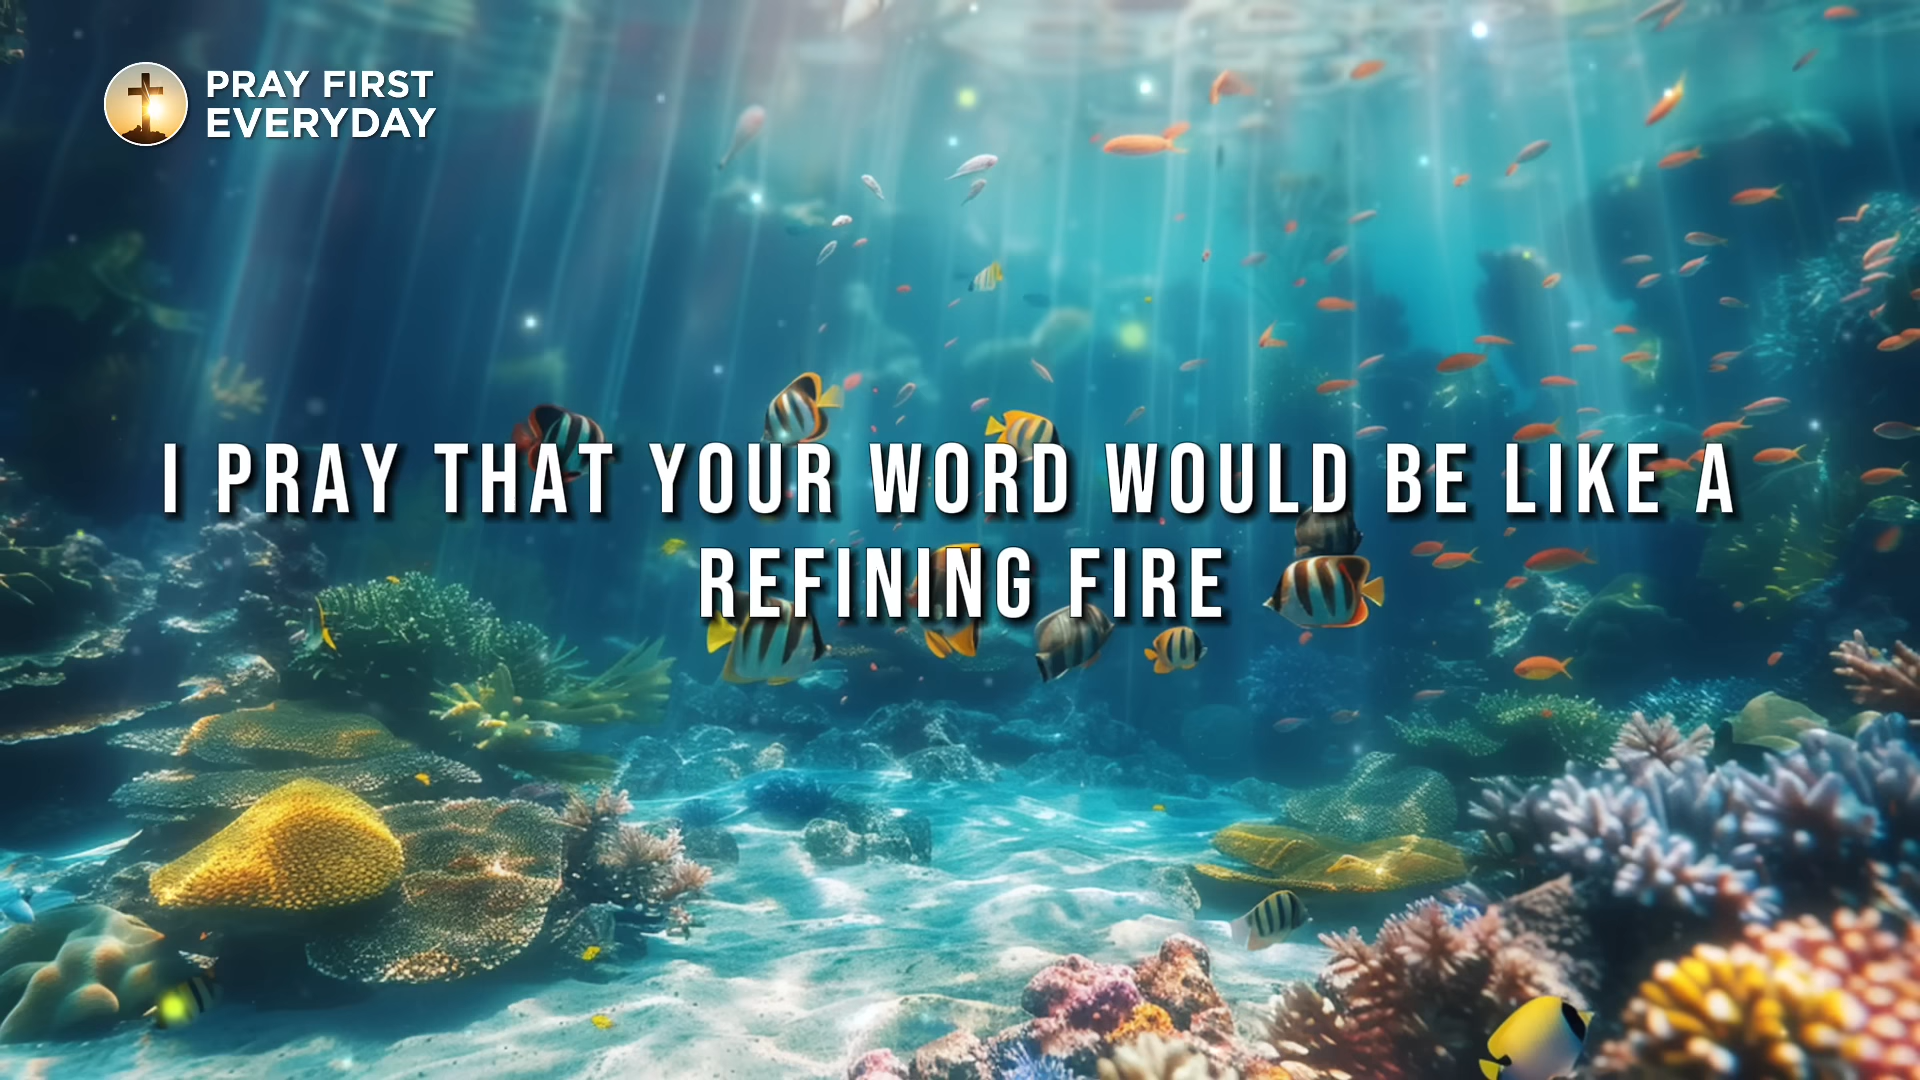 PRAY FIRST
EVERYDAY
I PRAY THAT YOUR WORD WOULD BE LIKE A
REFINING FIRE